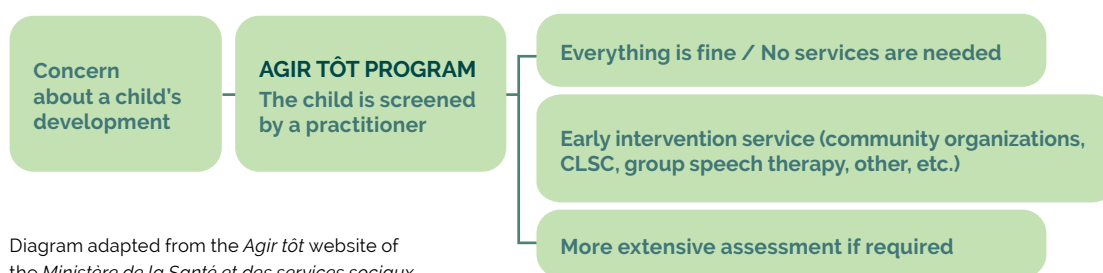 Concern
about a child's
development
AGIR TÔT PROGRAM
The child is screened
by a practitioner
Everything is fine / No services are needed
Early intervention service (community organizations,
CLSC, group speech therapy, other, etc.)
More extensive assessment if required
Diagram adapted from the Agir tôt website of
the Ministère de la Santé et des services sociaux